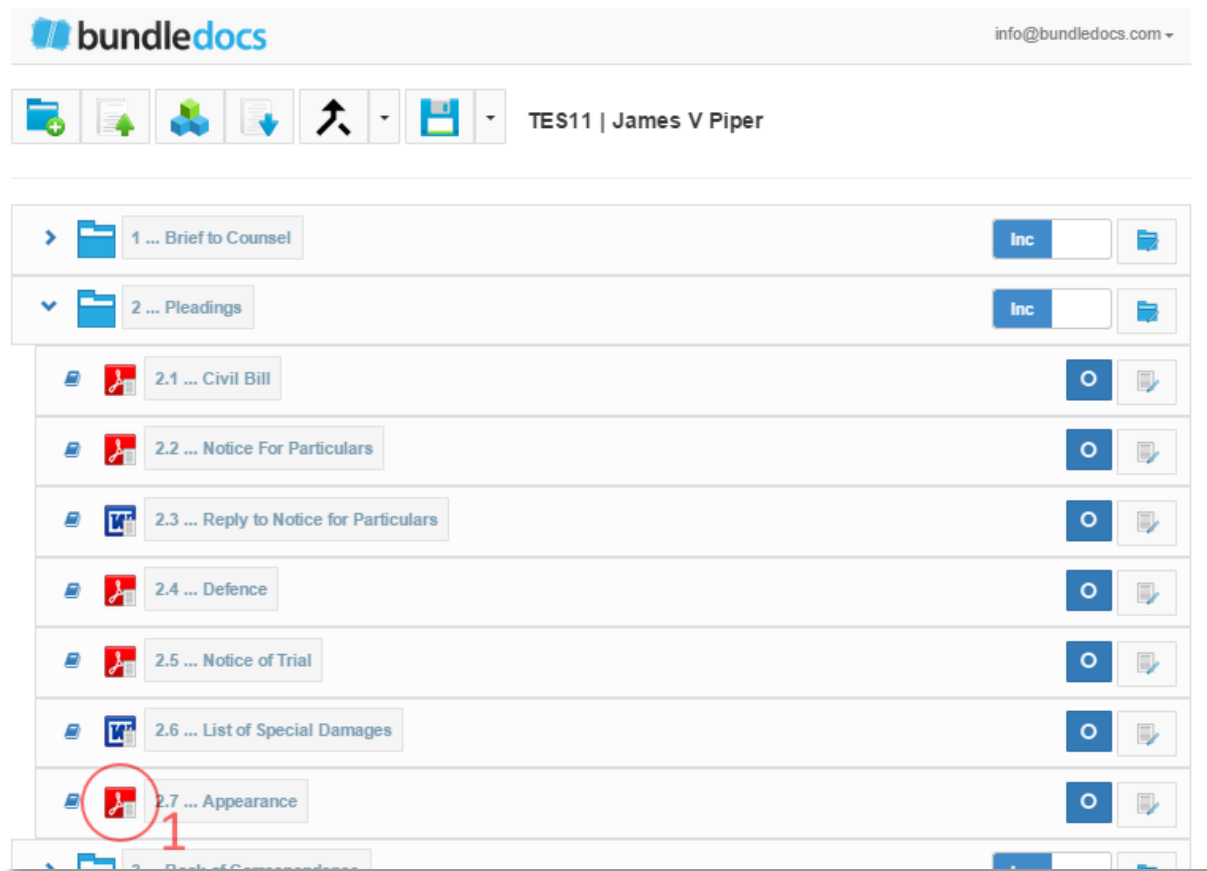 bundledocs
info@bundledocs.com
TES11 | James V Piper
1 ... Brief to Counsel
Inc
2 ... Pleadings
Inc
2.1 ... Civil Bill
O
2.2 ... Notice For Particulars
O
2.3 ... Reply to Notice for Particulars
O
2.4 ... Defence
O
2.5 ... Notice of Trial
O
2.6 ... List of Special Damages
O
2.7 ... Appearance
O
1